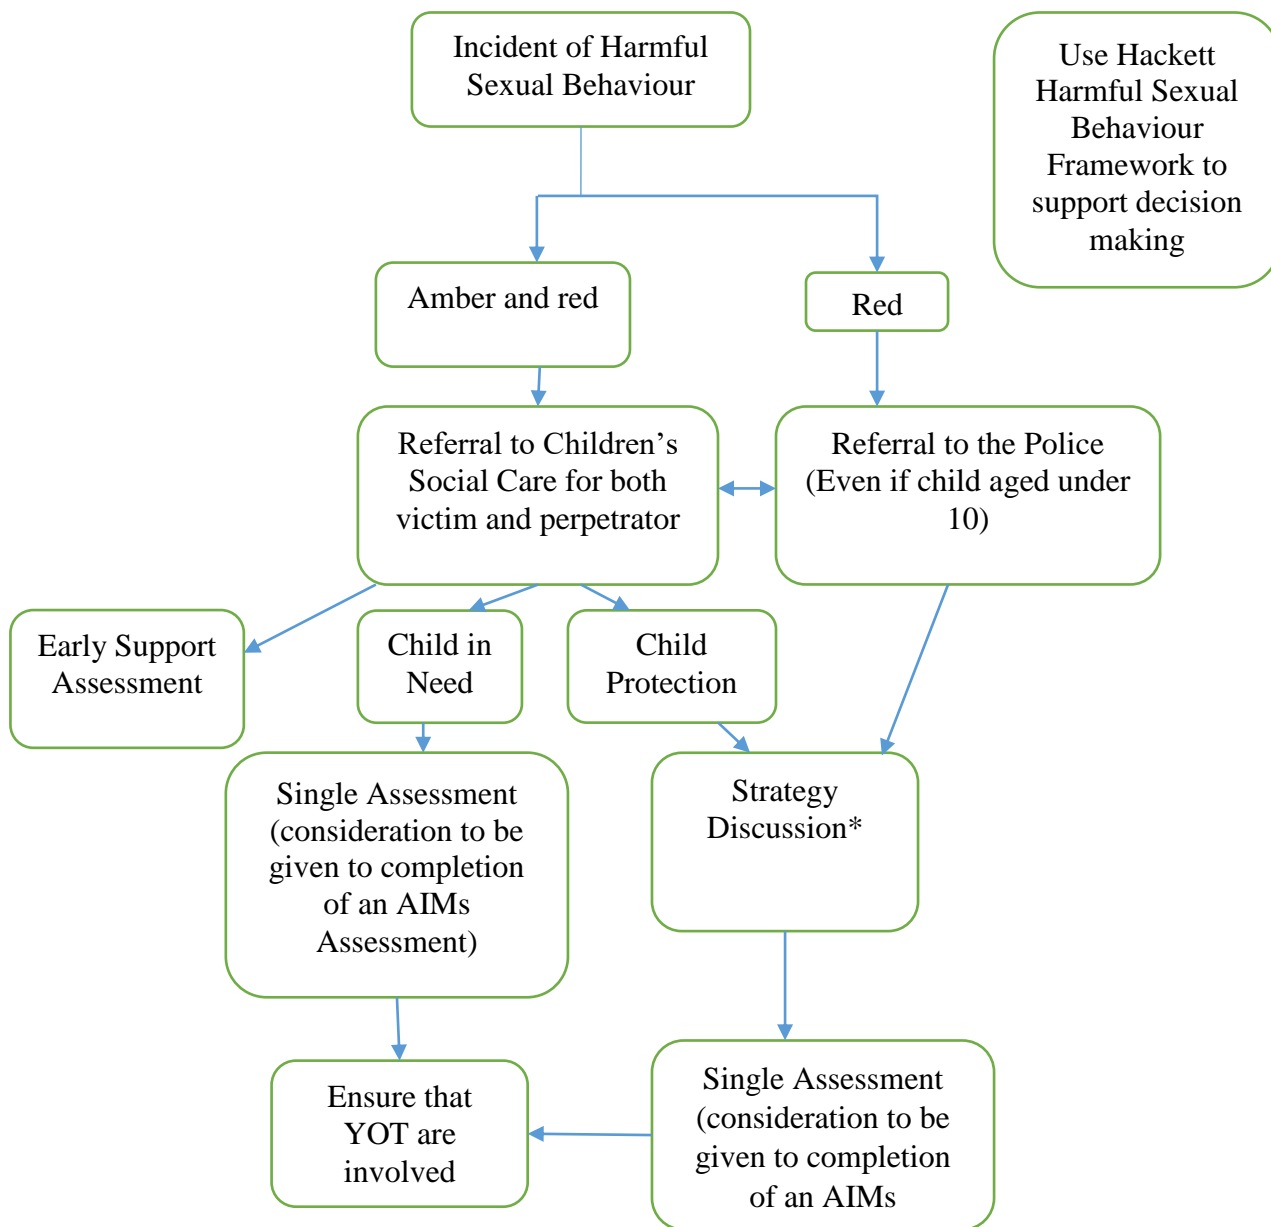 Incident of Harmful
Sexual Behaviour
Use Hackett
Harmful Sexual
Behaviour
Framework to
support decision
making
Amber and red
Red
Referral to Children’s
Social Care for both
victim and perpetrator
Referral to the Police
(Even if child aged under
10)
Early Support
Assessment
Child in
Need
Child
Protection
Single Assessment
(consideration to be
given to completion
of an AIMs
Assessment)
Strategy
Discussion*
Ensure that
YOT are
involved
Single Assessment
(consideration to be
given to completion
of an AIMs